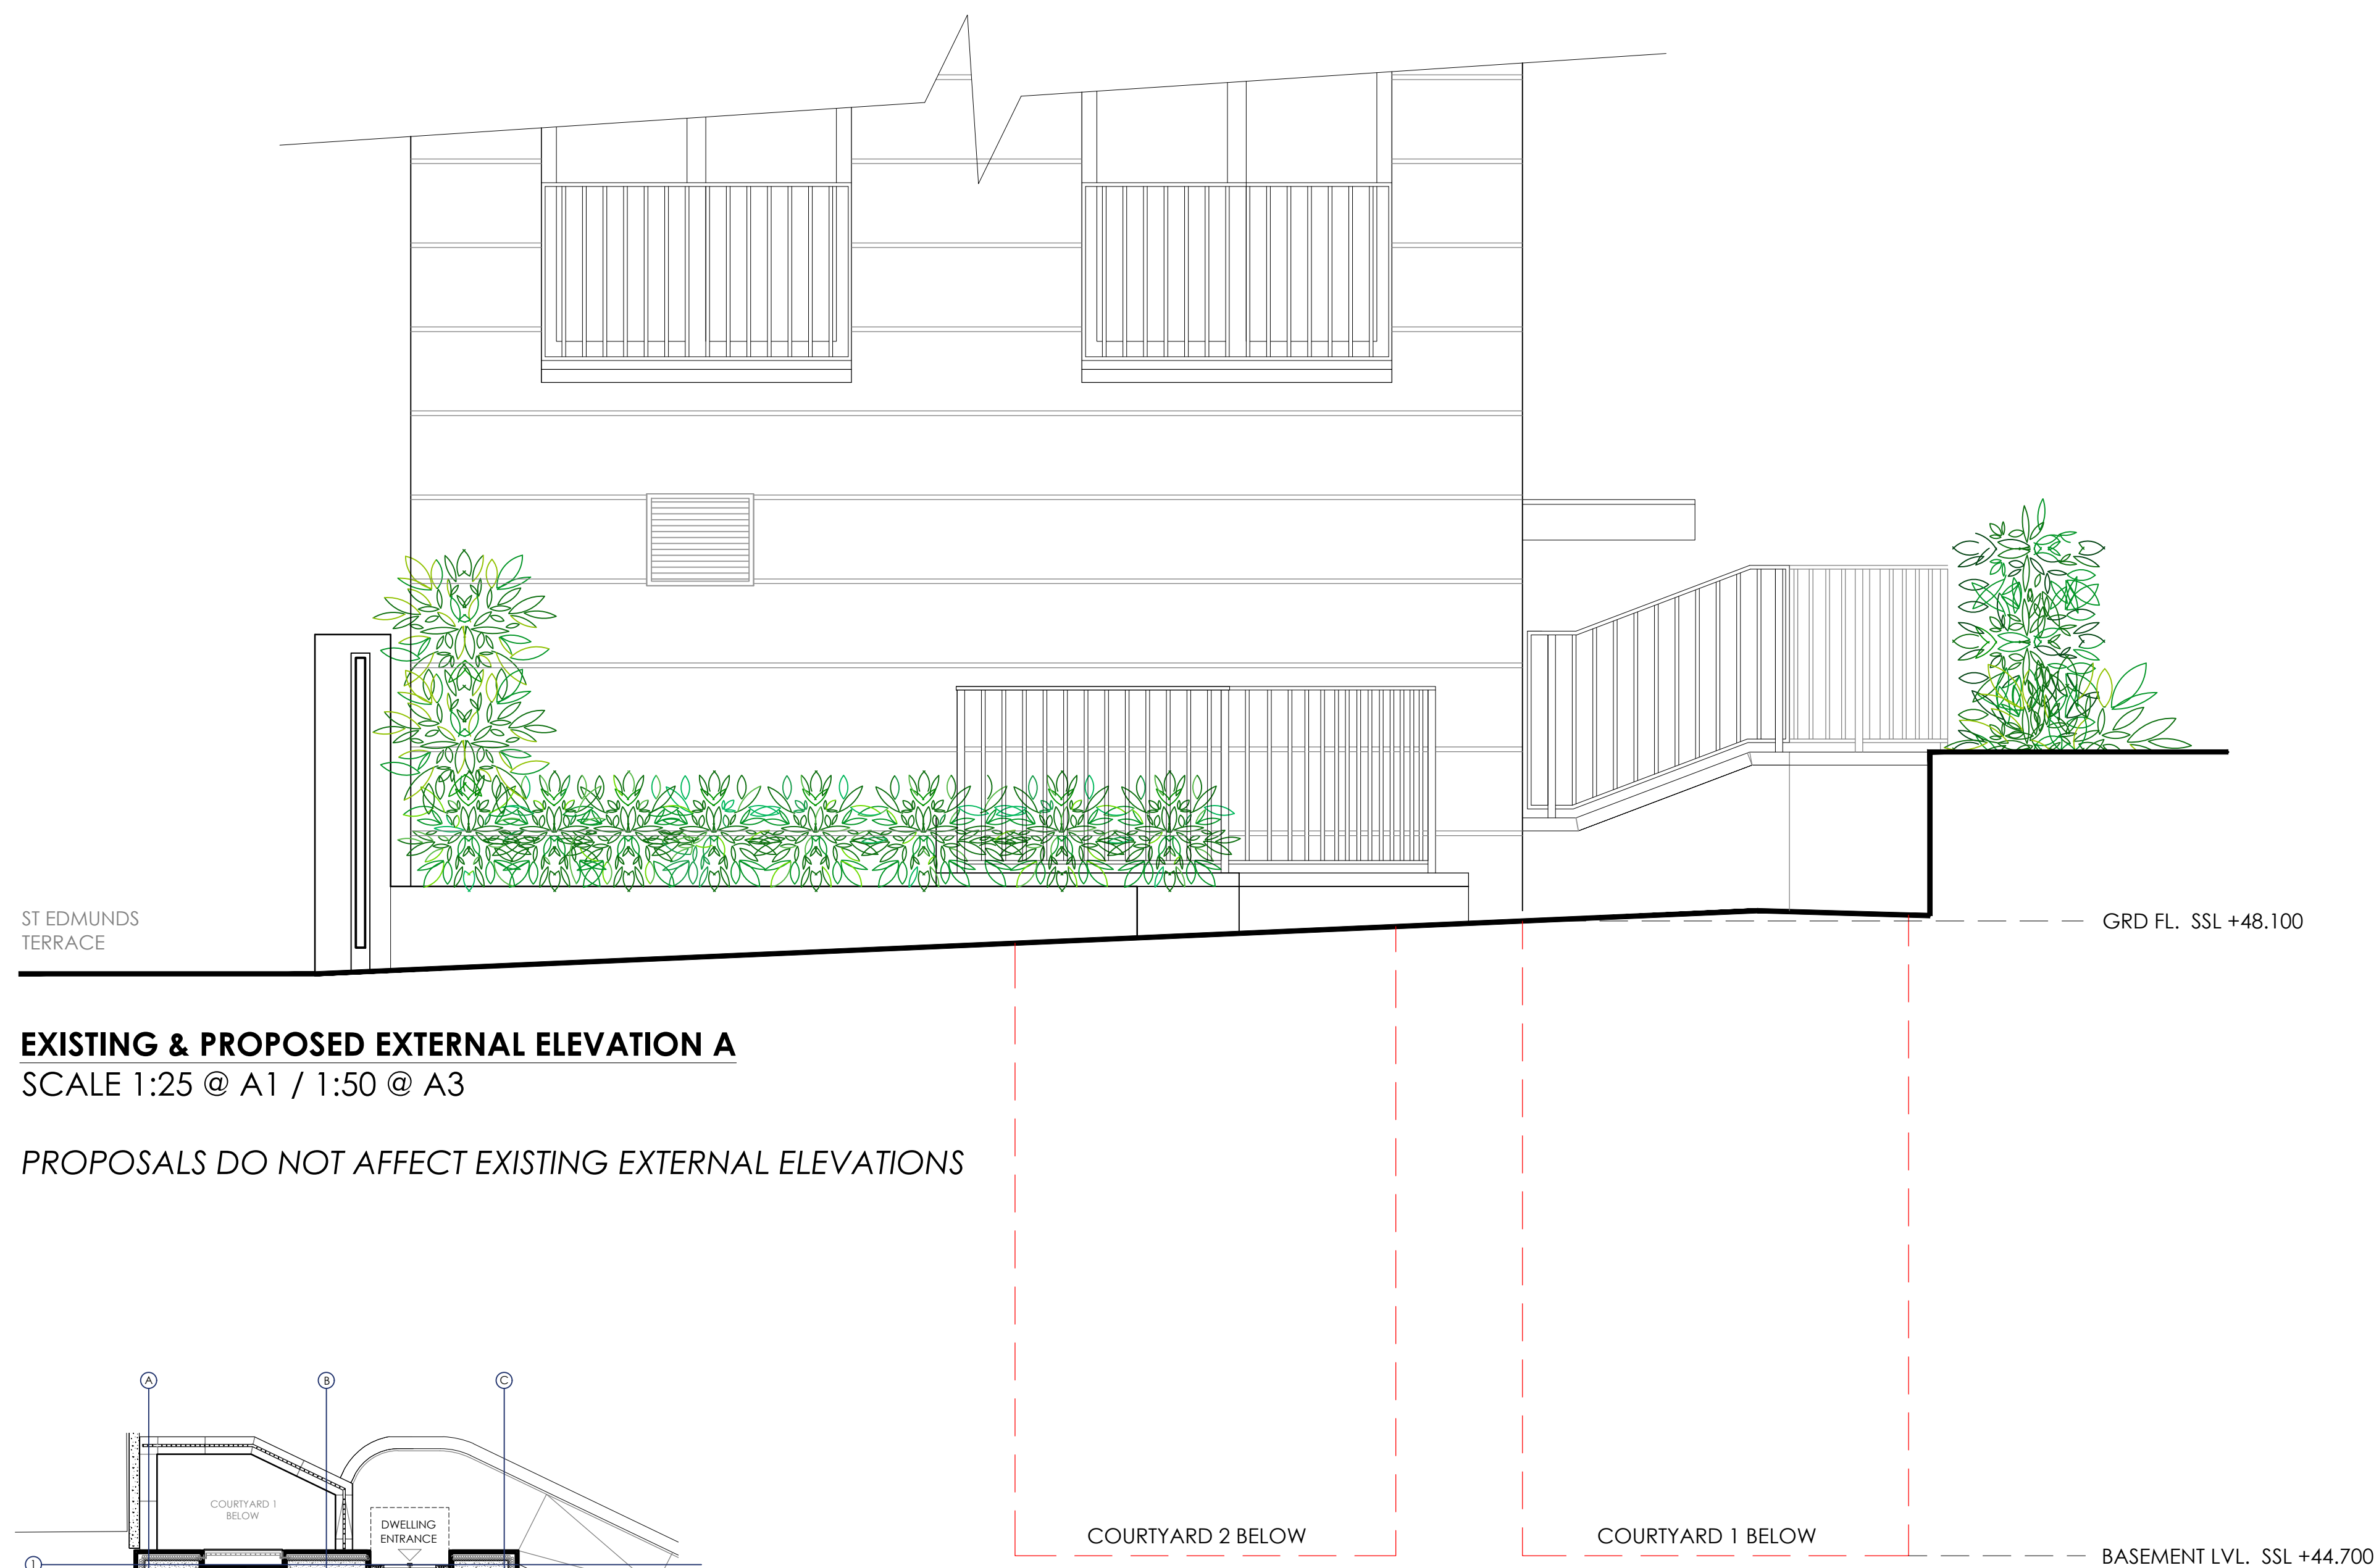 ST EDMUNDS
TERRACE
GRD FL. SSL +48.100
EXISTING & PROPOSED EXTERNAL ELEVATION A
SCALE 1:25 @ A1 / 1:50 @ A3
PROPOSALS DO NOT AFFECT EXISTING EXTERNAL ELEVATIONS
A
B
C
COURTYARD 1
BELOW
DWELLING
ENTRANCE
1
COURTYARD 2 BELOW
COURTYARD 1 BELOW
BASEMENT LVL. SSL +44.700